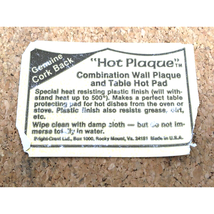 Genuine
Cork Back
"Hot Plaque"™
Combination Wall Plaque
and Table Hot Pad
Special heat resisting plastic finish (will with-
stand heat up to 500°). Makes a perfect table
protecting pad for hot dishes from the oven or
stove. Plastic finish also resists grease, dirt,
etc.
Wipe clean with damp cloth — but do not im-
merse in water.
Bright-Crest Ltd., Box 1000, Rocky Mount, Va. 24151 Made in U.S.A.